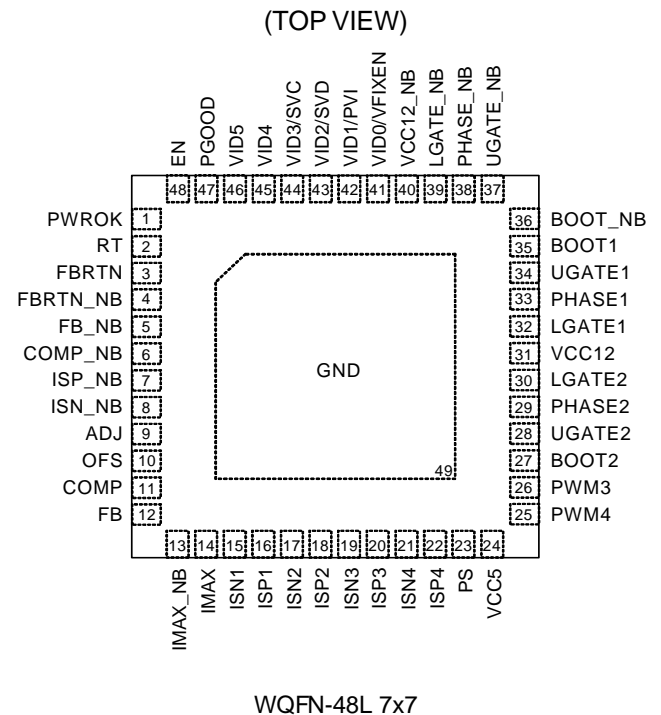 (TOP VIEW)
EN
PGOOD
VID5
VID4
VID3/SVC
VID2/SVD
VID1/PVI
VID0/VFIXEN
VCC12_NB
LGATE_NB
PHASE_NB
UGATE_NB
48 47 46 45 44 43 42 41 40 39 38 37
PWROK 1
RT 2
FBRTN 3
FBRTN_NB 4
FB_NB 5
COMP_NB 6
ISP_NB 7
ISN_NB 8
ADJ 9
OFS 10
COMP 11
FB 12
GND
49
36 BOOT_NB
35 BOOT1
34 UGATE1
33 PHASE1
32 LGATE1
31 VCC12
30 LGATE2
29 PHASE2
28 UGATE2
27 BOOT2
26 PWM3
25 PWM4
13 14 15 16 17 18 19 20 21 22 23 24
IMAX_NB
IMAX
ISN1
ISP1
ISN2
ISP2
ISN3
ISP3
ISN4
ISP4
PS
VCC5
WQFN-48L 7x7